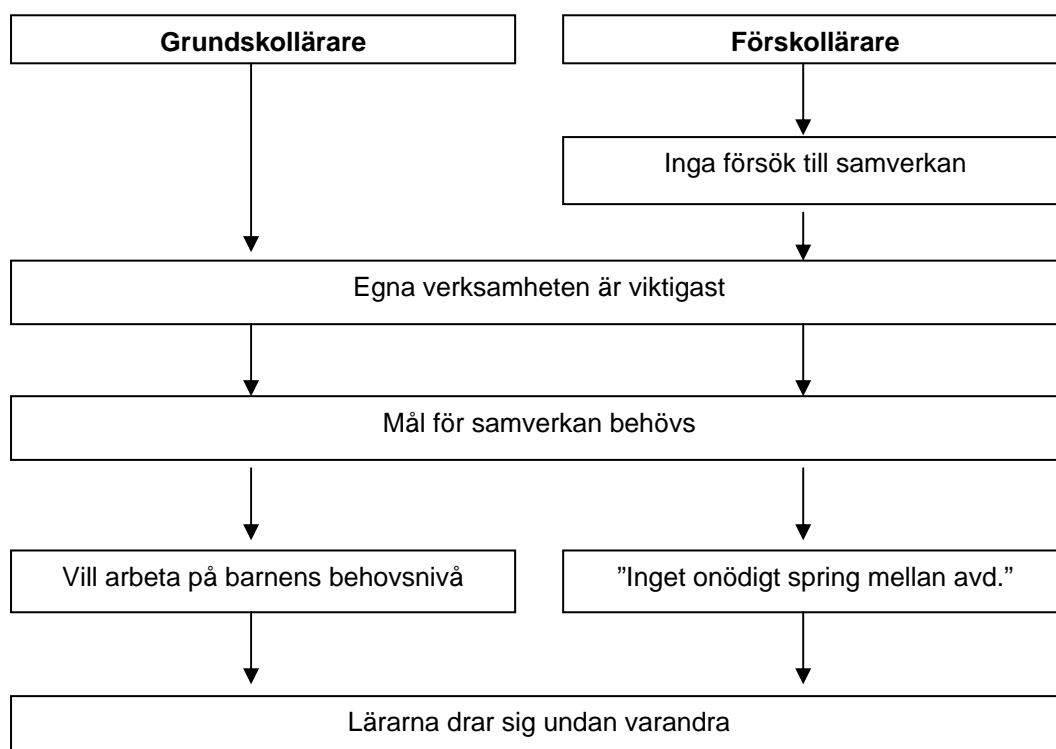 Grundskollärare
Förskollärare
Inga försök till samverkan
Egna verksamheten är viktigast
Mål för samverkan behövs
Vill arbeta på barnens behovsnivå
”Inget onödigt spring mellan avd.”
Lärarna drar sig undan varandra